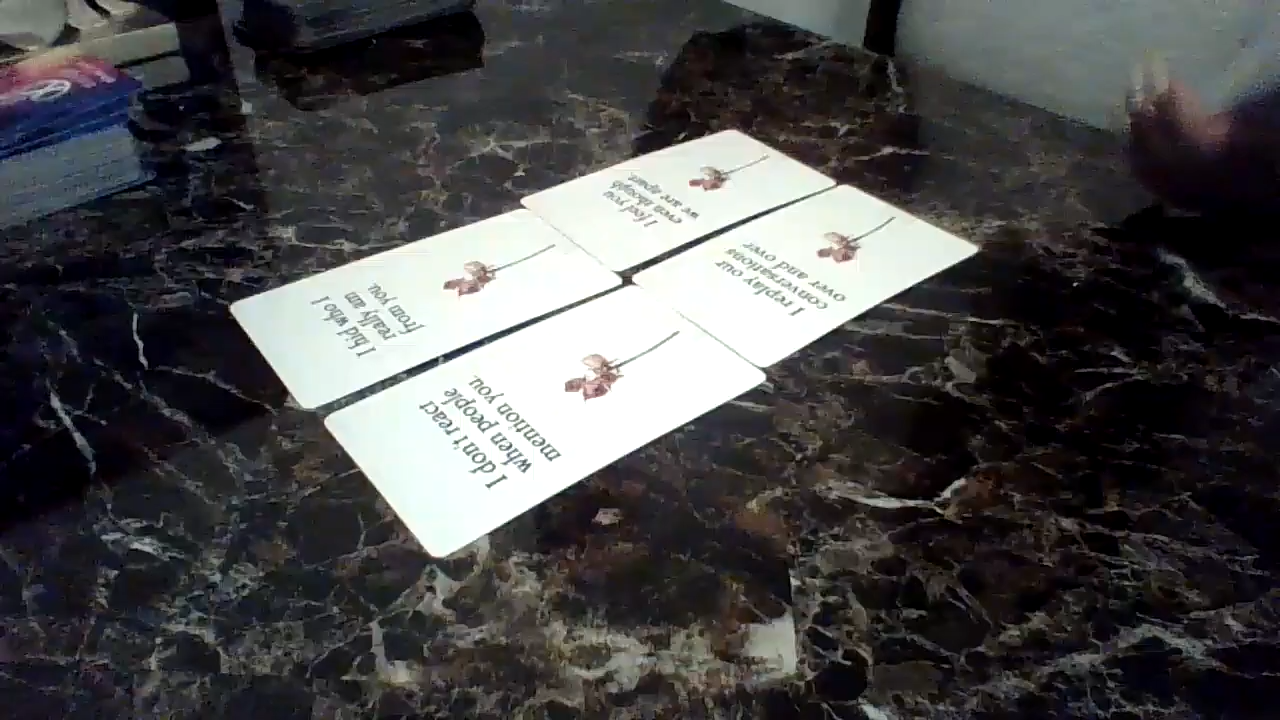 I feel you
even though
we are apart.
I replay our
conversations
over and over
I hid who I
really am
from you.
I don't react
when people
mention you.